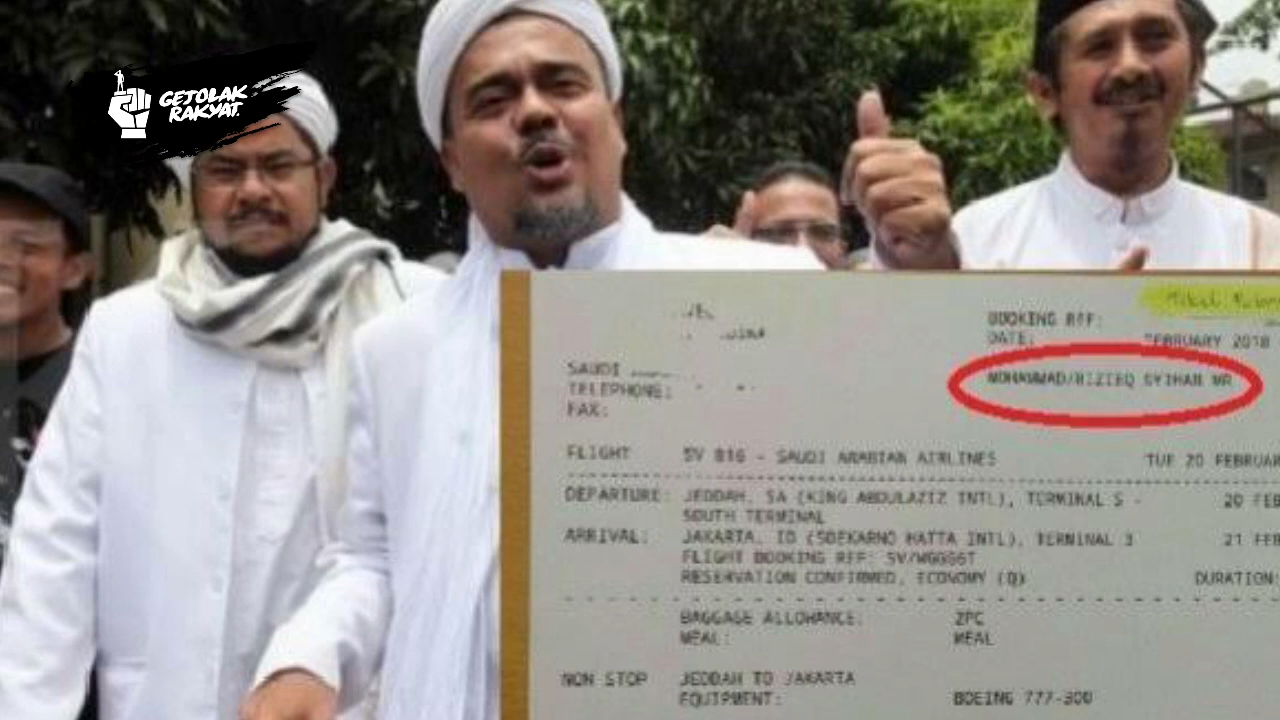 GEJOLAK
RAKYAT
BOOKING REF:
DATE: FEBRUARY 2018
SAUDI
TELEPHONE:
FAX:
MOHAMMAD/RIZIEQ SYIHAB MR
FLIGHT SV 816 - SAUDI ARABIAN AIRLINES TUE 20 FEBRUAR
DEPARTURE: JEDDAH, SA (KING ABDULAZIZ INTL), TERMINAL S - 20 FEB
SOUTH TERMINAL
ARRIVAL: JAKARTA, ID (SOEKARNO HATTA INTL), TERMINAL 3 21 FEB
FLIGHT BOOKING REF: SV/
RESERVATION CONFIRMED, ECONOMY (Q) DURATION:
BAGGAGE ALLOWANCE: 2PC
MEAL: MEAL
NON STOP JEDDAH TO JAKARTA
EQUIPMENT: BOEING 777-300